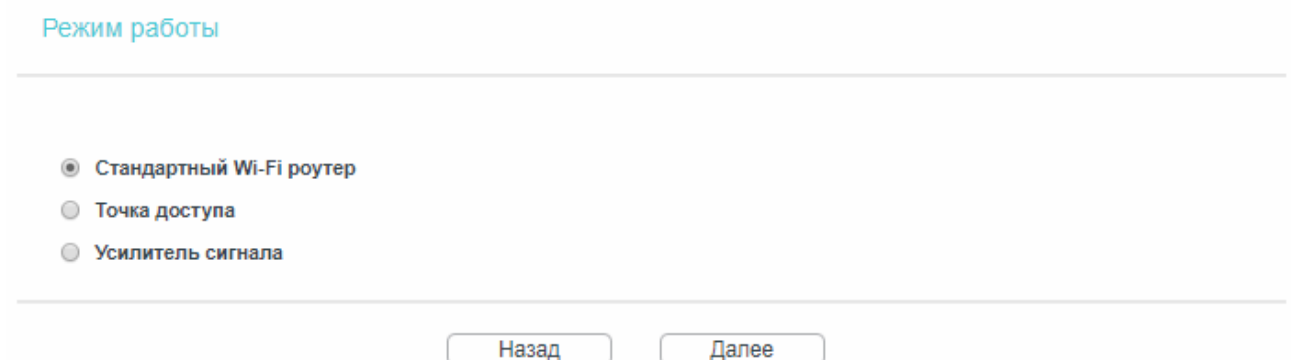 Режим работы
Стандартный Wi-Fi роутер
Точка доступа
Усилитель сигнала
Назад Далее